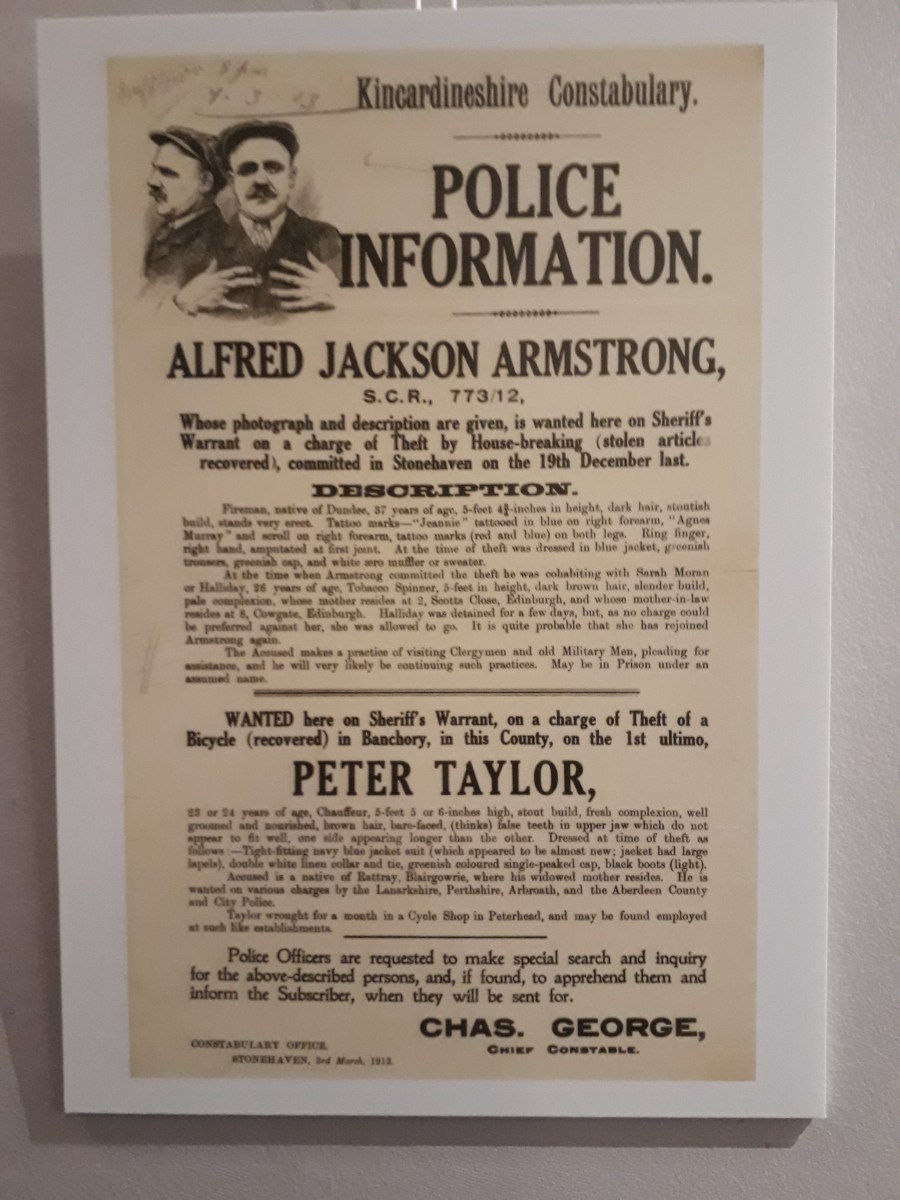 8 pm
4 . 3 . 13
Kincardineshire Constabulary.
POLICE
INFORMATION.
ALFRED JACKSON ARMSTRONG,
S.C.R., 773/12,
Whose photograph and description are given, is wanted here on Sheriff's
Warrant on a charge of Theft by House-breaking (stolen articles
recovered), committed in Stonehaven on the 19th December last.
DESCRIPTION.
Fireman, native of Dundee, 37 years of age, 5-feet 4¾-inches in height, dark hair, stoutish
build, stands very erect. Tattoo marks—"Jeannie" tattooed in blue on right forearm, "Agnes
Murray" and scroll on right forearm, tattoo marks (red and blue) on both legs. Ring finger,
right hand, amputated at first joint. At the time of theft was dressed in blue jacket, greenish
trousers, greenish cap, and white zero muffler or sweater.
At the time when Armstrong committed the theft he was cohabiting with Sarah Moran
or Halliday, 26 years of age, Tobacco Spinner, 5-feet in height, dark brown hair, slender build,
pale complexion, whose mother resides at 2, Scotts Close, Edinburgh, and whose mother-in-law
resides at 8, Cowgate, Edinburgh. Halliday was detained for a few days, but, as no charge could
be preferred against her, she was allowed to go. It is quite probable that she has rejoined
Armstrong again.
The Accused makes a practice of visiting Clergymen and old Military Men, pleading for
assistance, and he will very likely be continuing such practices. May be in Prison under an
assumed name.
WANTED here on Sheriff's Warrant, on a charge of Theft of a
Bicycle (recovered) in Banchory, in this County, on the 1st ultimo,
PETER TAYLOR,
23 or 24 years of age, Chauffeur, 5-feet 5 or 6-inches high, stout build, fresh complexion, well
groomed and nourished, brown hair, bare-faced, (thinks) false teeth in upper jaw which do not
appear to fit well, one side appearing longer than the other. Dressed at time of theft as
follows:—Tight-fitting navy blue jacket suit (which appeared to be almost new; jacket had large
lapels), double white linen collar and tie, greenish coloured single-peaked cap, black boots (light).
Accused is a native of Rattray, Blairgowrie, where his widowed mother resides. He is
wanted on various charges by the Lanarkshire, Perthshire, Arbroath, and the Aberdeen County
and City Police.
Taylor wrought for a month in a Cycle Shop in Peterhead, and may be found employed
at such like establishments.
Police Officers are requested to make special search and inquiry
for the above-described persons, and, if found, to apprehend them and
inform the Subscriber, when they will be sent for.
CHAS. GEORGE,
CHIEF CONSTABLE.
CONSTABULARY OFFICE,
STONEHAVEN, 3rd March, 1913.